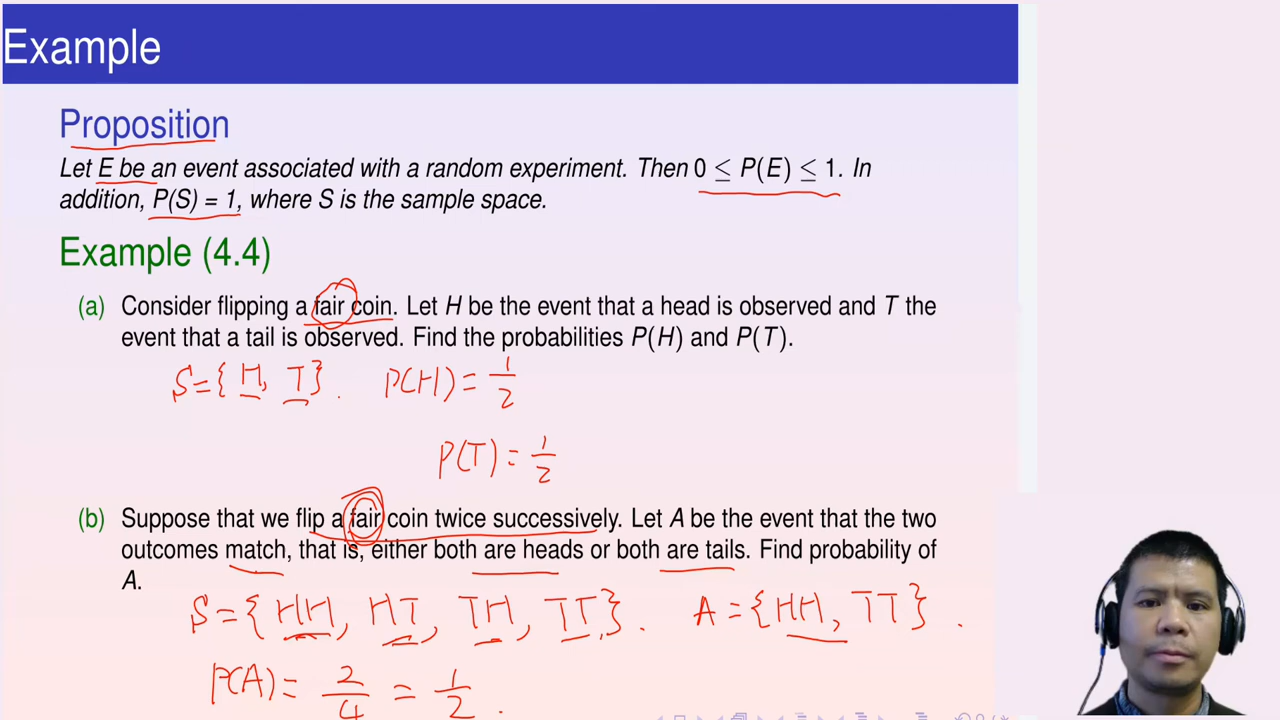 Example
Proposition
Let E be an event associated with a random experiment. Then 0 ≤ P(E) ≤ 1. In
addition, P(S) = 1, where S is the sample space.
Example (4.4)
(a) Consider flipping a fair coin. Let H be the event that a head is observed and T the
event that a tail is observed. Find the probabilities P(H) and P(T).
S={H, T}. P(H)=1/2
P(T)=1/2
(b) Suppose that we flip a fair coin twice successively. Let A be the event that the two
outcomes match, that is, either both are heads or both are tails. Find probability of
A.
S={HH, HT, TH, TT}. A={HH, TT}.
P(A)=2/4=1/2.